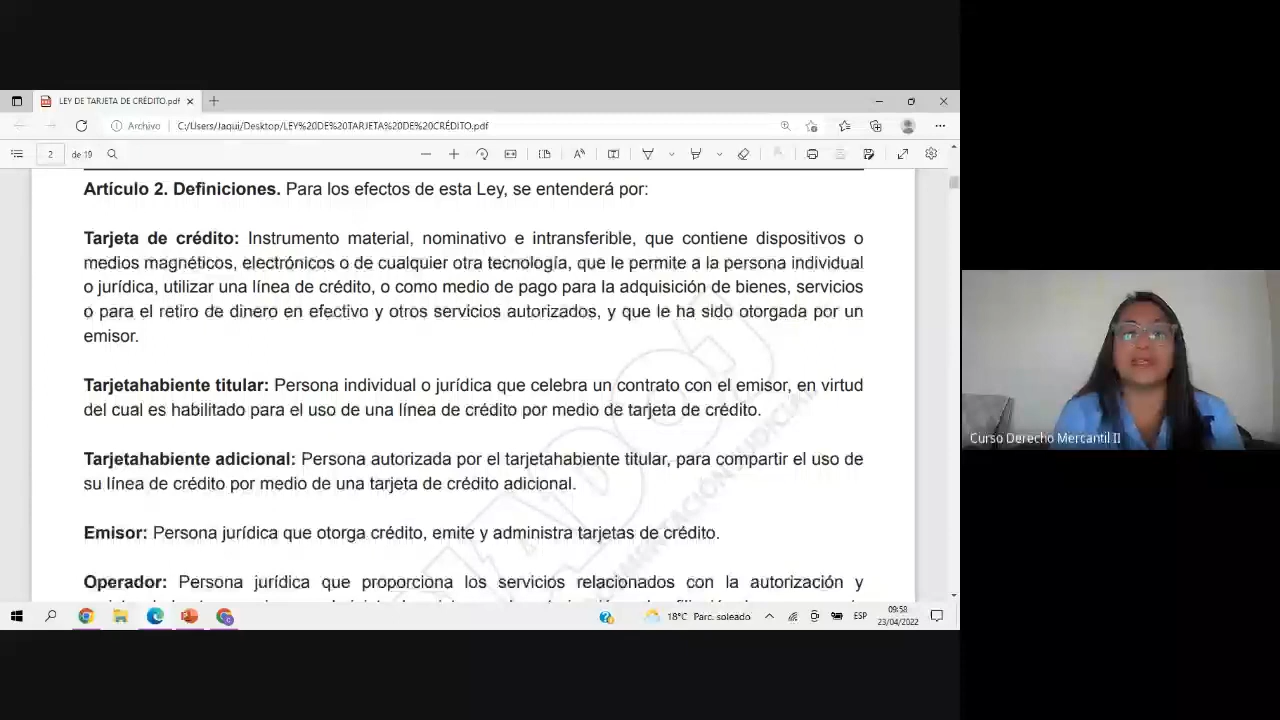 LEY DE TARJETA DE CRÉDITO.pdf
Archivo
C:/Users/Jaqui/Desktop/LEY%20DE%20TARJETA%20DE%20CRÉDITO.pdf
2 de 19
Artículo 2. Definiciones. Para los efectos de esta Ley, se entenderá por:
Tarjeta de crédito: Instrumento material, nominativo e intransferible, que contiene dispositivos o
medios magnéticos, electrónicos o de cualquier otra tecnología, que le permite a la persona individual
o jurídica, utilizar una línea de crédito, o como medio de pago para la adquisición de bienes, servicios
o para el retiro de dinero en efectivo y otros servicios autorizados, y que le ha sido otorgada por un
emisor.
Tarjetahabiente titular: Persona individual o jurídica que celebra un contrato con el emisor, en virtud
del cual es habilitado para el uso de una línea de crédito por medio de tarjeta de crédito.
Tarjetahabiente adicional: Persona autorizada por el tarjetahabiente titular, para compartir el uso de
su línea de crédito por medio de una tarjeta de crédito adicional.
Emisor: Persona jurídica que otorga crédito, emite y administra tarjetas de crédito.
Operador: Persona jurídica que proporciona los servicios relacionados con la autorización y
18°C Parc. soleado
ESP
09:58
23/04/2022
Curso Derecho Mercantil II